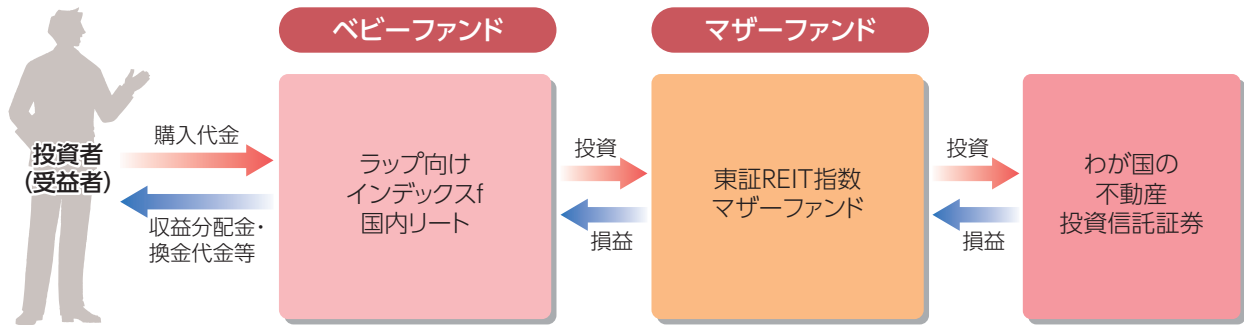 ベビーファンド
マザーファンド
投資者
(受益者)
購入代金
収益分配金・
換金代金等
ラップ向け
インデックスf
国内リート
投資
損益
東証REIT指数
マザーファンド
投資
損益
わが国の
不動産
投資信託証券